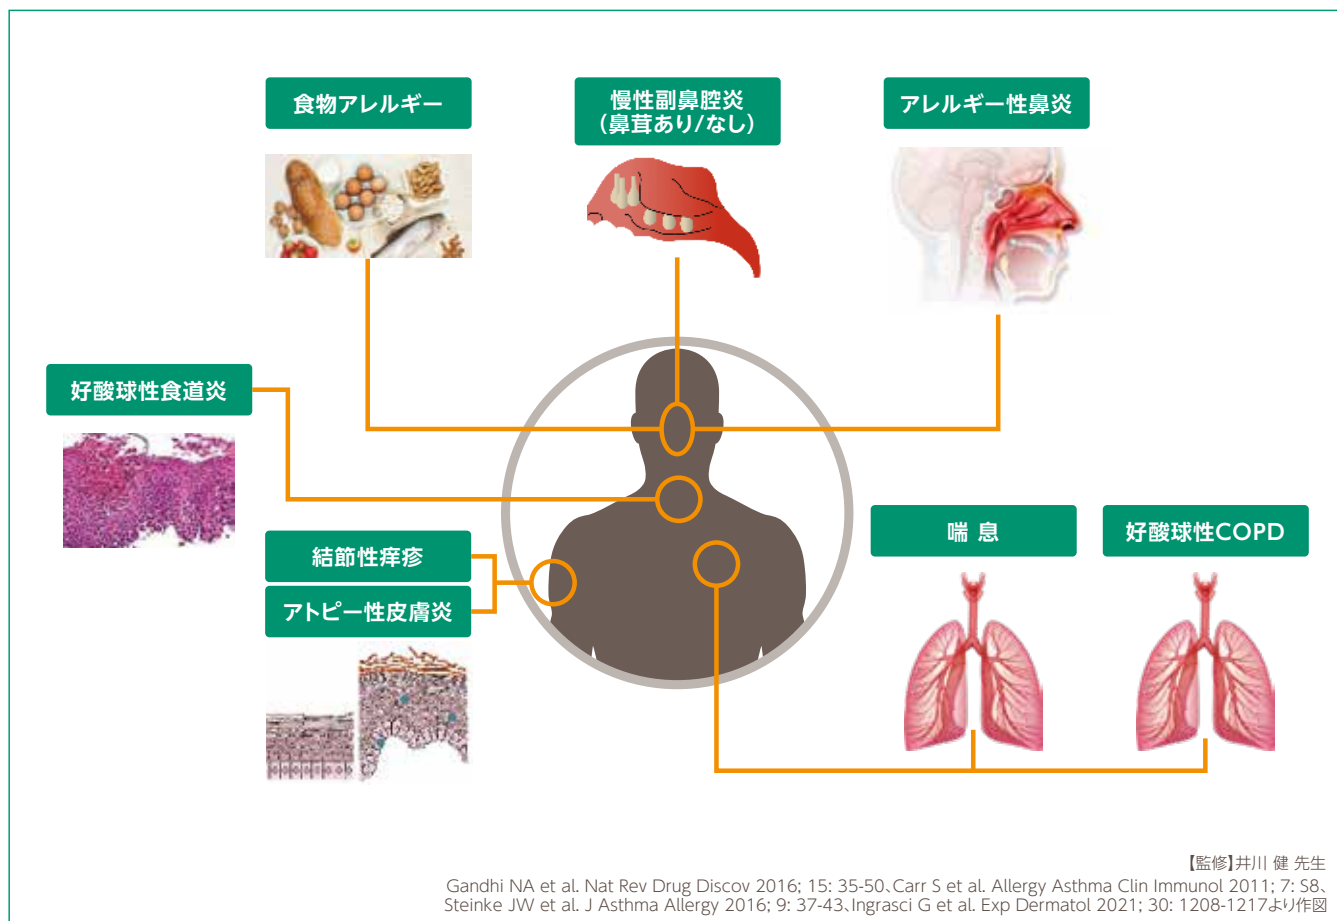 食物アレルギー
慢性副鼻腔炎
(鼻茸あり/なし)
アレルギー性鼻炎
好酸球性食道炎
結節性痒疹
アトピー性皮膚炎
喘 息
好酸球性COPD
【監修】井川 健 先生
Gandhi NA et al. Nat Rev Drug Discov 2016; 15: 35-50、Carr S et al. Allergy Asthma Clin Immunol 2011; 7: S8、
Steinke JW et al. J Asthma Allergy 2016; 9: 37-43、Ingrasci G et al. Exp Dermatol 2021; 30: 1208-1217より作図